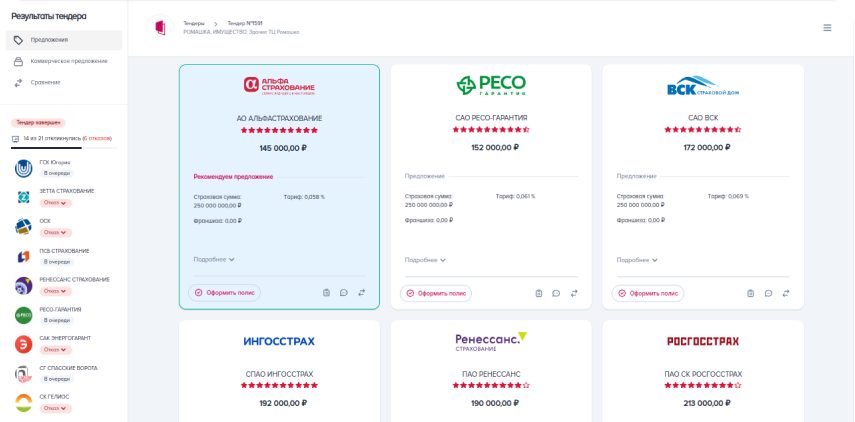 Результаты тендера
Предложения
Коммерческое предложение
Сравнение
Тендер завершен
14 из 21 откликнулись (6 отказов)
ГСК Югория
В очереди
ЗЕТТА СТРАХОВАНИЕ
Отказ
ОСК
Отказ
ПСБ СТРАХОВАНИЕ
В очереди
РЕНЕССАНС СТРАХОВАНИЕ
Отказ
РЕСО-ГАРАНТИЯ
В очереди
САК ЭНЕРГОГАРАНТ
Отказ
СГ СПАССКИЕ ВОРОТА
В очереди
СК ГЕЛИОС
Отказ
Тендеры > Тендер №1591
РОМАШКА, ИМУЩЕСТВО, Здание ТЦ Ромашка
АЛЬФА
СТРАХОВАНИЕ
АО АЛЬФАСТРАХОВАНИЕ
145 000,00 ₽
Рекомендуем предложение
Страховая сумма: Тариф: 0,058 %
250 000 000,00 ₽
Франшиза: 0,00 ₽
Подробнее
Оформить полис
РЕСО
ГАРАНТИЯ
САО РЕСО-ГАРАНТИЯ
152 000,00 ₽
Предложение
Страховая сумма: Тариф: 0,061 %
250 000 000,00 ₽
Франшиза: 0,00 ₽
Подробнее
Оформить полис
ВСК СТРАХОВОЙ ДОМ
САО ВСК
172 000,00 ₽
Предложение
Страховая сумма: Тариф: 0,069 %
250 000 000,00 ₽
Франшиза: 0,00 ₽
Подробнее
Оформить полис
ИНГОССТРАХ
СПАО ИНГОССТРАХ
192 000,00 ₽
Ренессанс.
СТРАХОВАНИЕ
ПАО РЕНЕССАНС
190 000,00 ₽
РОСГОССТРАХ
ПАО СК РОСГОССТРАХ
213 000,00 ₽